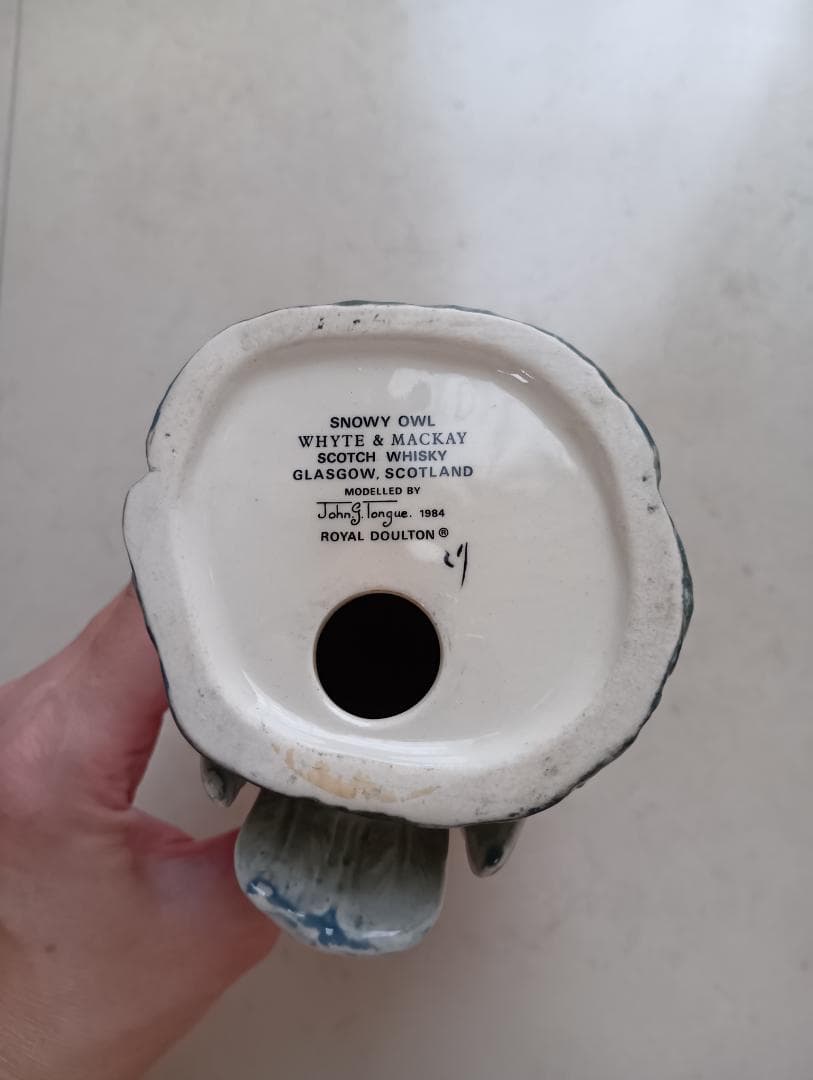 SNOWY OWL
WHYTE & MACKAY
SCOTCH WHISKY
GLASGOW, SCOTLAND
MODELLED BY
John G. Tongue. 1984
ROYAL DOULTON®